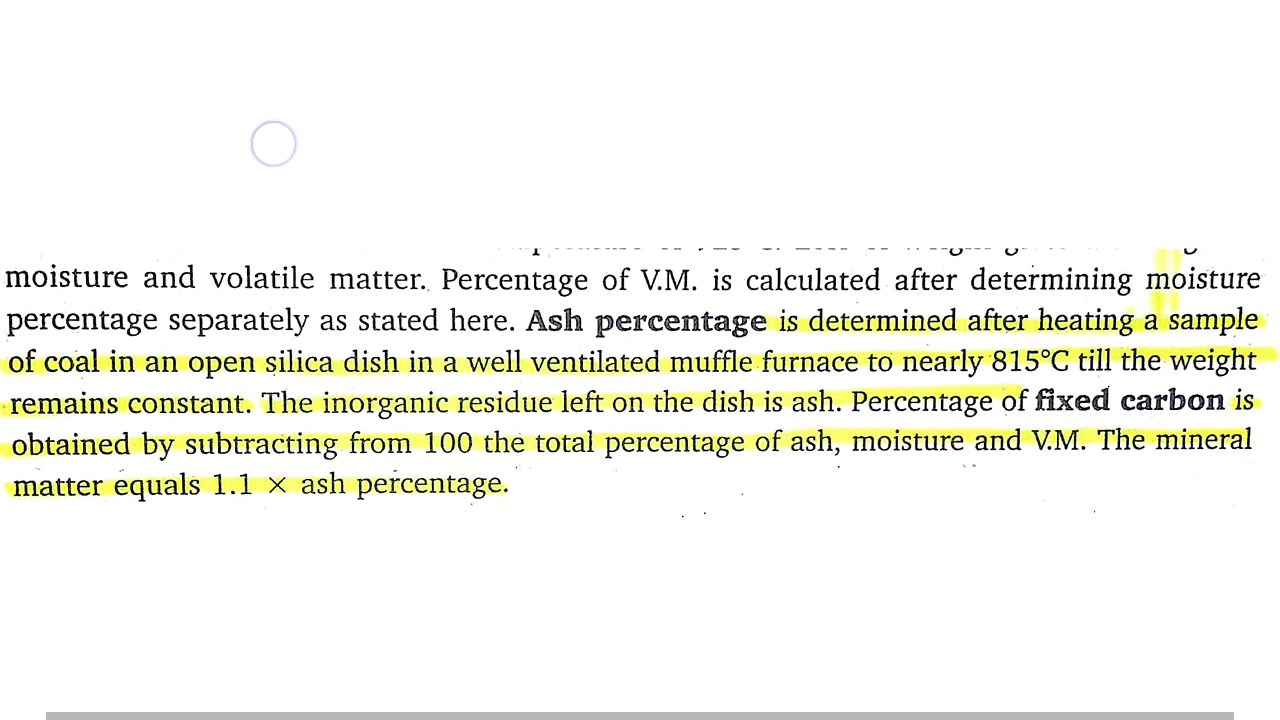 moisture and volatile matter. Percentage of V.M. is calculated after determining moisture
percentage separately as stated here. Ash percentage is determined after heating a sample
of coal in an open silica dish in a well ventilated muffle furnace to nearly 815°C till the weight
remains constant. The inorganic residue left on the dish is ash. Percentage of fixed carbon is
obtained by subtracting from 100 the total percentage of ash, moisture and V.M. The mineral
matter equals 1.1 × ash percentage.